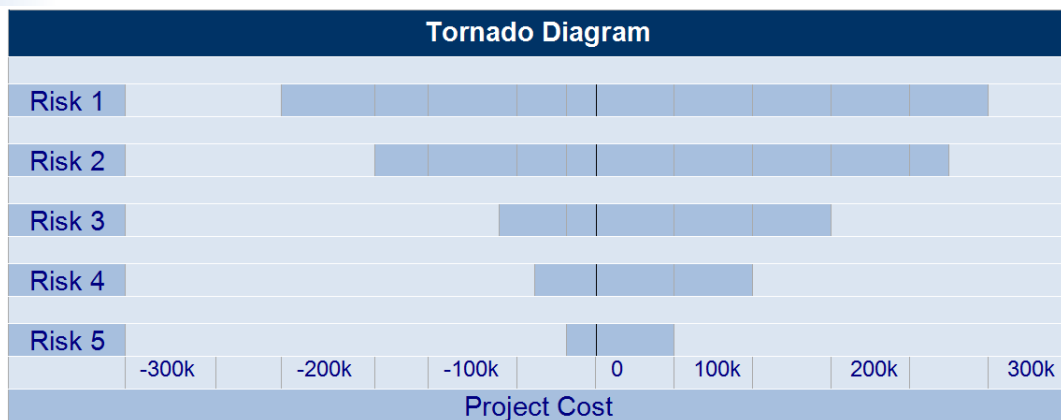 Tornado Diagram
Risk 1
Risk 2
Risk 3
Risk 4
Risk 5
-300k -200k -100k 0 100k 200k 300k
Project Cost